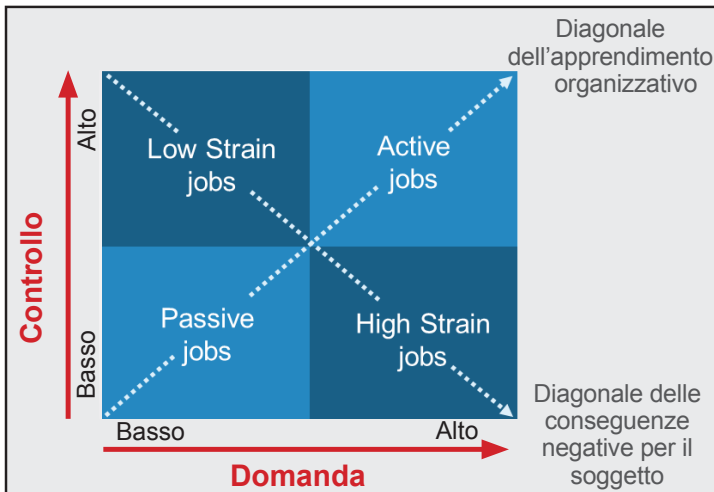 Diagonale
dell’apprendimento
organizzativo
Controllo
Alto
Basso
Low Strain
jobs
Active
jobs
Passive
jobs
High Strain
jobs
Basso
Alto
Domanda
Diagonale delle
conseguenze
negative per il
soggetto